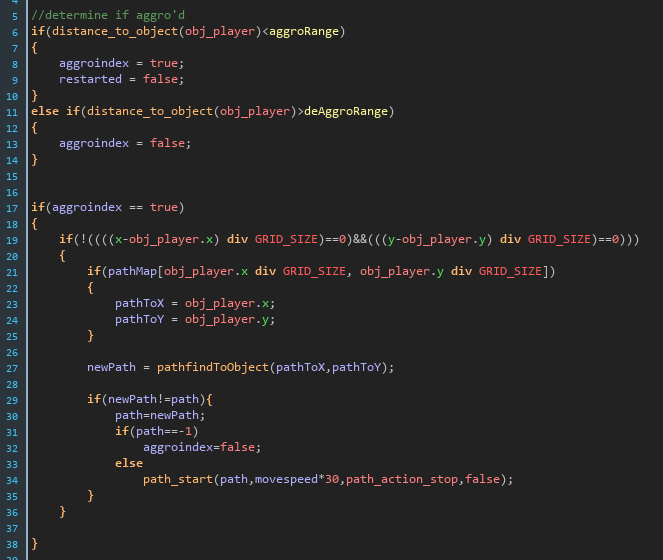 4
5 //determine if aggro'd
6 if(distance_to_object(obj_player)<aggroRange)
7 {
8     aggroindex = true;
9     restarted = false;
10 }
11 else if(distance_to_object(obj_player)>deAggroRange)
12 {
13     aggroindex = false;
14 }
15
16
17 if(aggroindex == true)
18 {
19     if(!((((x-obj_player.x) div GRID_SIZE)==0)&&(((y-obj_player.y) div GRID_SIZE)==0)))
20     {
21         if(pathMap[obj_player.x div GRID_SIZE, obj_player.y div GRID_SIZE])
22         {
23             pathToX = obj_player.x;
24             pathToY = obj_player.y;
25         }
26
27         newPath = pathfindToObject(pathToX,pathToY);
28
29         if(newPath!=path){
30             path=newPath;
31             if(path==-1)
32                 aggroindex=false;
33             else
34                 path_start(path,movespeed*30,path_action_stop,false);
35         }
36     }
37
38 }
39